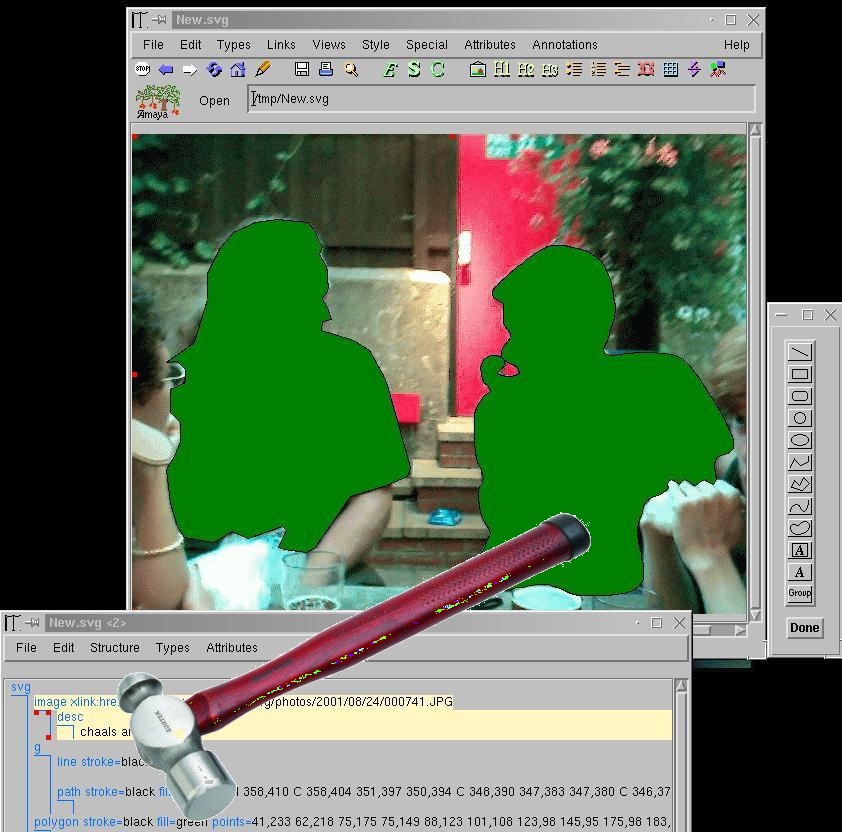 New.svg
File Edit Types Links Views Style Special Attributes Annotations Help
STOP E S C H1 H2 H3
Amaya Open /tmp/New.svg
A
A
Group
Done
New.svg <2>
File Edit Structure Types Attributes
svg
image xlink:hre g/photos/2001/08/24/000741.JPG
desc
chaals
g
line stroke=black
path stroke=black 358,410 C 358,404 351,397 350,394 C 348,390 347,383 347,380 C 346,37
polygon stroke=black fill=green points=41,233 62,218 75,175 75,149 88,123 101,108 123,98 145,95 175,98 183,